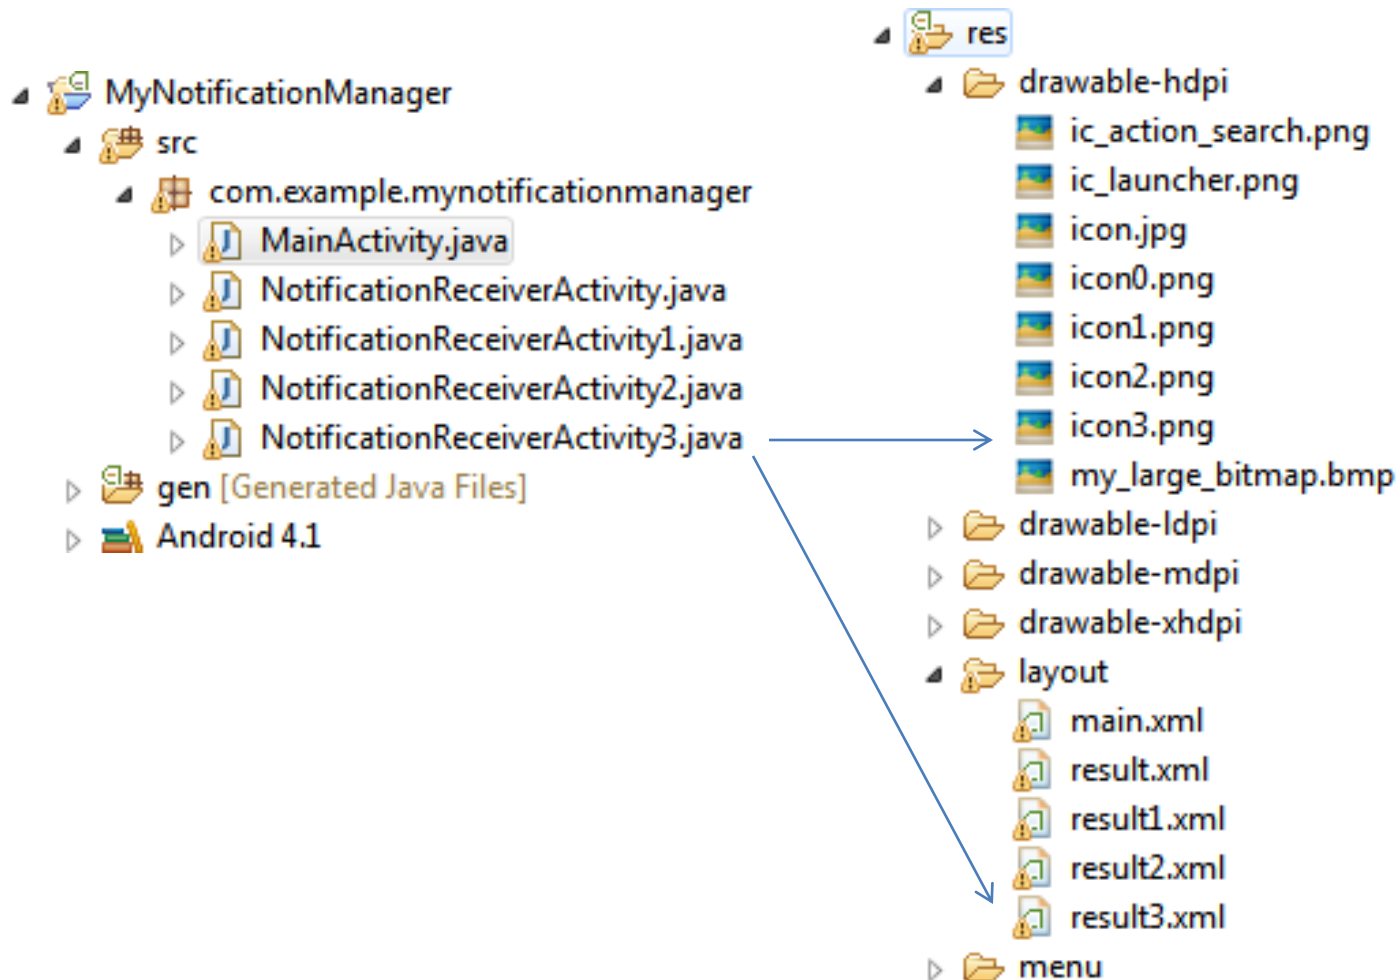 MyNotificationManager
src
com.example.mynotificationmanager
MainActivity.java
NotificationReceiverActivity.java
NotificationReceiverActivity1.java
NotificationReceiverActivity2.java
NotificationReceiverActivity3.java
gen [Generated Java Files]
Android 4.1
res
drawable-hdpi
ic_action_search.png
ic_launcher.png
icon.jpg
icon0.png
icon1.png
icon2.png
icon3.png
my_large_bitmap.bmp
drawable-ldpi
drawable-mdpi
drawable-xhdpi
layout
main.xml
result.xml
result1.xml
result2.xml
result3.xml
menu